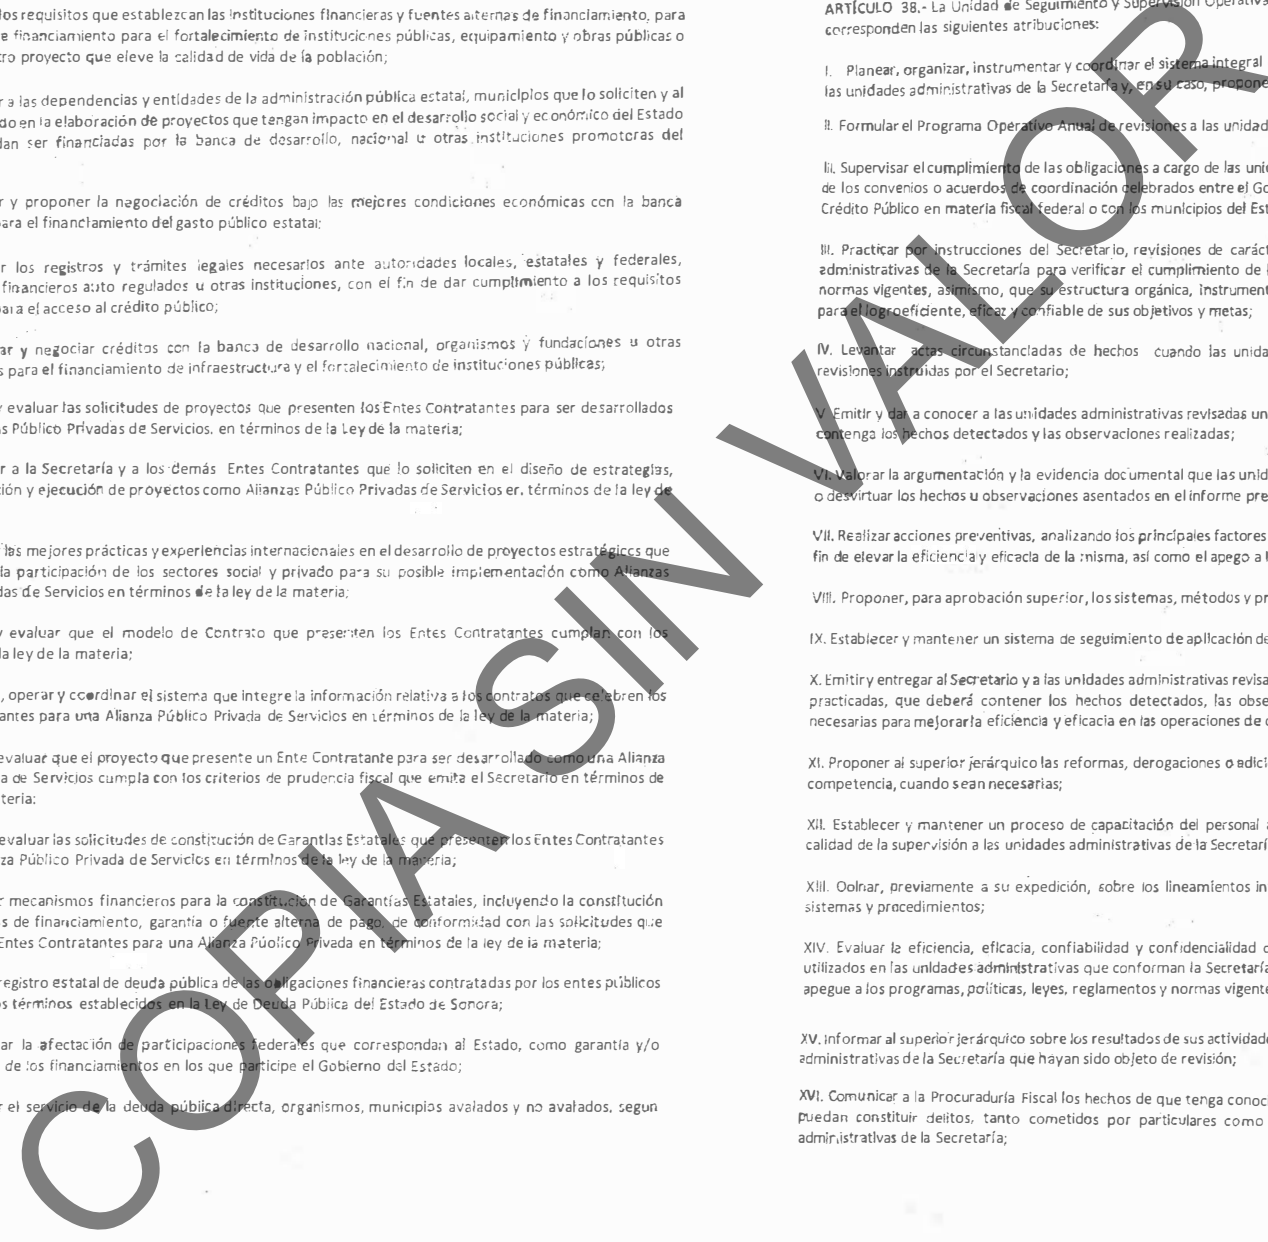 los requisitos que establezcan las instituciones financieras y fuentes alternas de financiamiento, para
e financiamiento para el fortalecimiento de instituciones públicas, equipamiento y obras públicas o
tro proyecto que eleve la calidad de vida de la población;
r a las dependencias y entidades de la administración pública estatal, municipios que lo soliciten y al
do en la elaboración de proyectos que tengan impacto en el desarrollo social y económico del Estado
dan ser financiadas por la banca de desarrollo, nacional u otras instituciones promotoras del
r y proponer la negociación de créditos bajo las mejores condiciones económicas con la banca
para el financiamiento del gasto público estatal;
r los registros y trámites legales necesarios ante autoridades locales, estatales y federales,
financieros auto regulados u otras instituciones, con el fin de dar cumplimiento a los requisitos
para el acceso al crédito público;
ar y negociar créditos con la banca de desarrollo nacional, organismos y fundaciones u otras
s para el financiamiento de infraestructura y el fortalecimiento de instituciones públicas;
y evaluar las solicitudes de proyectos que presenten los Entes Contratantes para ser desarrollados
s Público Privadas de Servicios, en términos de la Ley de la materia;
r a la Secretaría y a los demás Entes Contratantes que lo soliciten en el diseño de estrategias,
ción y ejecución de proyectos como Alianzas Público Privadas de Servicios en términos de la ley de
las mejores prácticas y experiencias internacionales en el desarrollo de proyectos estratégicos que
la participación de los sectores social y privado para su posible implementación como Alianzas
das de Servicios en términos de la ley de la materia;
y evaluar que el modelo de Contrato que presenten los Entes Contratantes cumplan con los
la ley de la materia;
, operar y coordinar el sistema que integre la información relativa a los contratos que celebren los
antes para una Alianza Público Privada de Servicios en términos de la ley de la materia;
evaluar que el proyecto que presente un Ente Contratante para ser desarrollado como una Alianza
a de Servicios cumpla con los criterios de prudencia fiscal que emita el Secretario en términos de
teria;
evaluar las solicitudes de constitución de Garantías Estatales que presenten los Entes Contratantes
za Público Privada de Servicios en términos de la ley de la materia;
r mecanismos financieros para la constitución de Garantías Estatales, incluyendo la constitución
s de financiamiento, garantía o fuente alterna de pago, de conformidad con las solicitudes que
Entes Contratantes para una Alianza Público Privada en términos de la ley de la materia;
registro estatal de deuda pública de las obligaciones financieras contratadas por los entes públicos
os términos establecidos en la Ley de Deuda Pública del Estado de Sonora;
ar la afectación de participaciones federales que correspondan al Estado, como garantía y/o
de los financiamientos en los que participe el Gobierno del Estado;
r el servicio de la deuda pública directa, organismos, municipios avalados y no avalados, segun
ARTÍCULO 38.- La Unidad de Seguimiento y Supervisión Operativa
corresponden las siguientes atribuciones:
I. Planear, organizar, instrumentar y coordinar el sistema integral
las unidades administrativas de la Secretaría y, en su caso, propone
II. Formular el Programa Operativo Anual de revisiones a las unidad
III. Supervisar el cumplimiento de las obligaciones a cargo de las uni
de los convenios o acuerdos de coordinación celebrados entre el Go
Crédito Público en materia fiscal federal o con los municipios del Est
III. Practicar por instrucciones del Secretario, revisiones de caráct
administrativas de la Secretaría para verificar el cumplimiento de
normas vigentes, asimismo, que su estructura orgánica, instrument
para el logro eficiente, eficaz y confiable de sus objetivos y metas;
IV. Levantar actas circunstanciadas de hechos cuando las unida
revisiones instruidas por el Secretario;
V. Emitir y dar a conocer a las unidades administrativas revisadas un
contenga los hechos detectados y las observaciones realizadas;
VI. Valorar la argumentación y la evidencia documental que las unid
o desvirtuar los hechos u observaciones asentados en el informe pre
VII. Realizar acciones preventivas, analizando los principales factores
fin de elevar la eficiencia y eficacia de la misma, así como el apego a l
VIII. Proponer, para aprobación superior, los sistemas, métodos y pr
IX. Establecer y mantener un sistema de seguimiento de aplicación de
X. Emitir y entregar al Secretario y a las unidades administrativas revisa
practicadas, que deberá contener los hechos detectados, las obse
necesarias para mejorar la eficiencia y eficacia en las operaciones de
XI. Proponer al superior jerárquico las reformas, derogaciones o adici
competencia, cuando sean necesarias;
XII. Establecer y mantener un proceso de capacitación del personal
calidad de la supervisión a las unidades administrativas de la Secretarí
XIII. Opinar, previamente a su expedición, sobre los lineamientos in
sistemas y procedimientos;
XIV. Evaluar la eficiencia, eficacia, confiabilidad y confidencialidad
utilizados en las unidades administrativas que conforman la Secretaría
apegue a los programas, políticas, leyes, reglamentos y normas vigente
XV. Informar al superior jerárquico sobre los resultados de sus actividad
administrativas de la Secretaría que hayan sido objeto de revisión;
XVI. Comunicar a la Procuraduría Fiscal los hechos de que tenga conoci
puedan constituir delitos, tanto cometidos por particulares como
administrativas de la Secretaría;
COPIA SIN VALOR